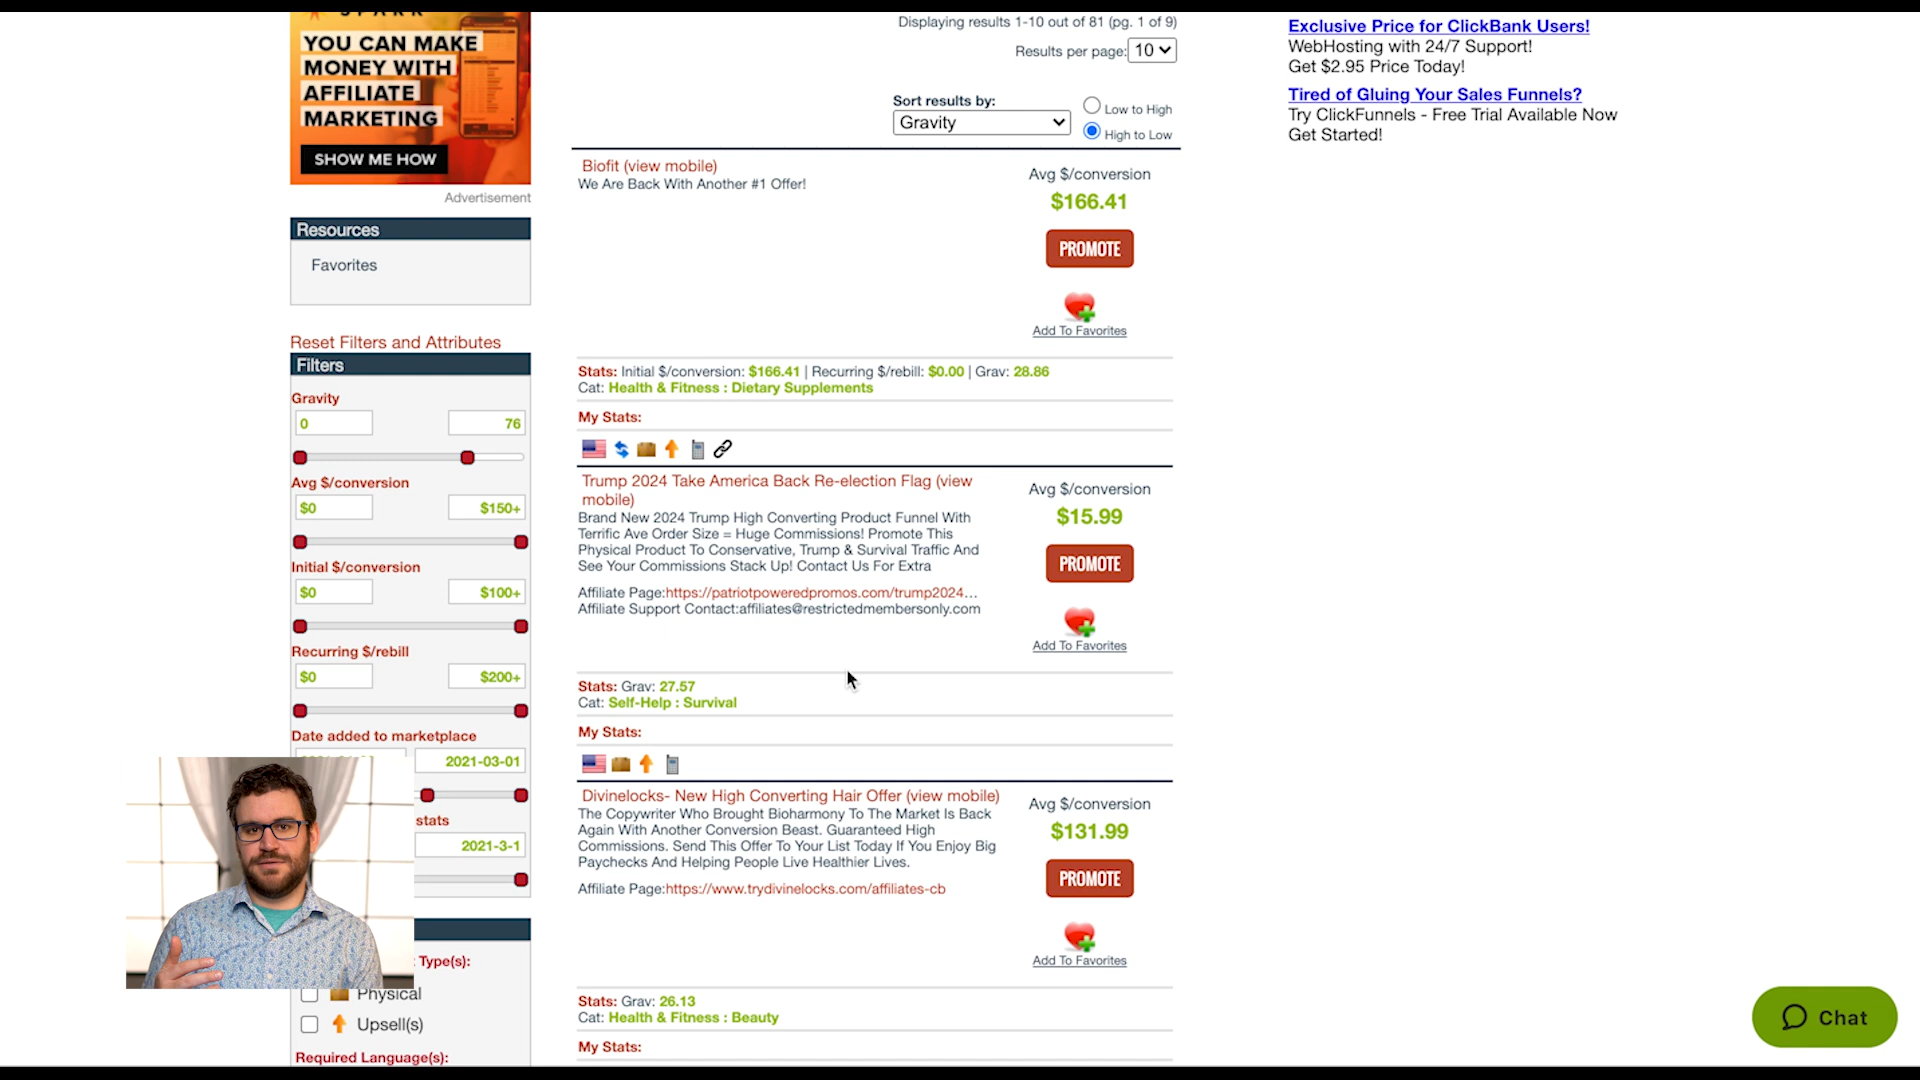 YOU CAN MAKE
MONEY WITH
AFFILIATE
MARKETING
SHOW ME HOW
Advertisement
Resources
Favorites
Reset Filters and Attributes
Filters
Gravity
0 76
Avg $/conversion
$0 $150+
Initial $/conversion
$0 $100+
Recurring $/rebill
$0 $200+
Date added to marketplace
2021-03-01
stats
2021-3-1
Type(s):
Physical
Upsell(s)
Required Language(s):
Displaying results 1-10 out of 81 (pg. 1 of 9)
Results per page: 10
Sort results by:
Gravity
Low to High
High to Low
Biofit (view mobile)
We Are Back With Another #1 Offer!
Avg $/conversion
$166.41
PROMOTE
Add To Favorites
Stats: Initial $/conversion: $166.41 | Recurring $/rebill: $0.00 | Grav: 28.86
Cat: Health & Fitness : Dietary Supplements
My Stats:
Trump 2024 Take America Back Re-election Flag (view
mobile)
Brand New 2024 Trump High Converting Product Funnel With
Terrific Ave Order Size = Huge Commissions! Promote This
Physical Product To Conservative, Trump & Survival Traffic And
See Your Commissions Stack Up! Contact Us For Extra
Affiliate Page:https://patriotpoweredpromos.com/trump2024...
Affiliate Support Contact:affiliates@restrictedmembersonly.com
Avg $/conversion
$15.99
PROMOTE
Add To Favorites
Stats: Grav: 27.57
Cat: Self-Help : Survival
My Stats:
Divinelocks- New High Converting Hair Offer (view mobile)
The Copywriter Who Brought Bioharmony To The Market Is Back
Again With Another Conversion Beast. Guaranteed High
Commissions. Send This Offer To Your List Today If You Enjoy Big
Paychecks And Helping People Live Healthier Lives.
Affiliate Page:https://www.trydivinelocks.com/affiliates-cb
Avg $/conversion
$131.99
PROMOTE
Add To Favorites
Stats: Grav: 26.13
Cat: Health & Fitness : Beauty
My Stats:
Exclusive Price for ClickBank Users!
WebHosting with 24/7 Support!
Get $2.95 Price Today!
Tired of Gluing Your Sales Funnels?
Try ClickFunnels - Free Trial Available Now
Get Started!
Chat